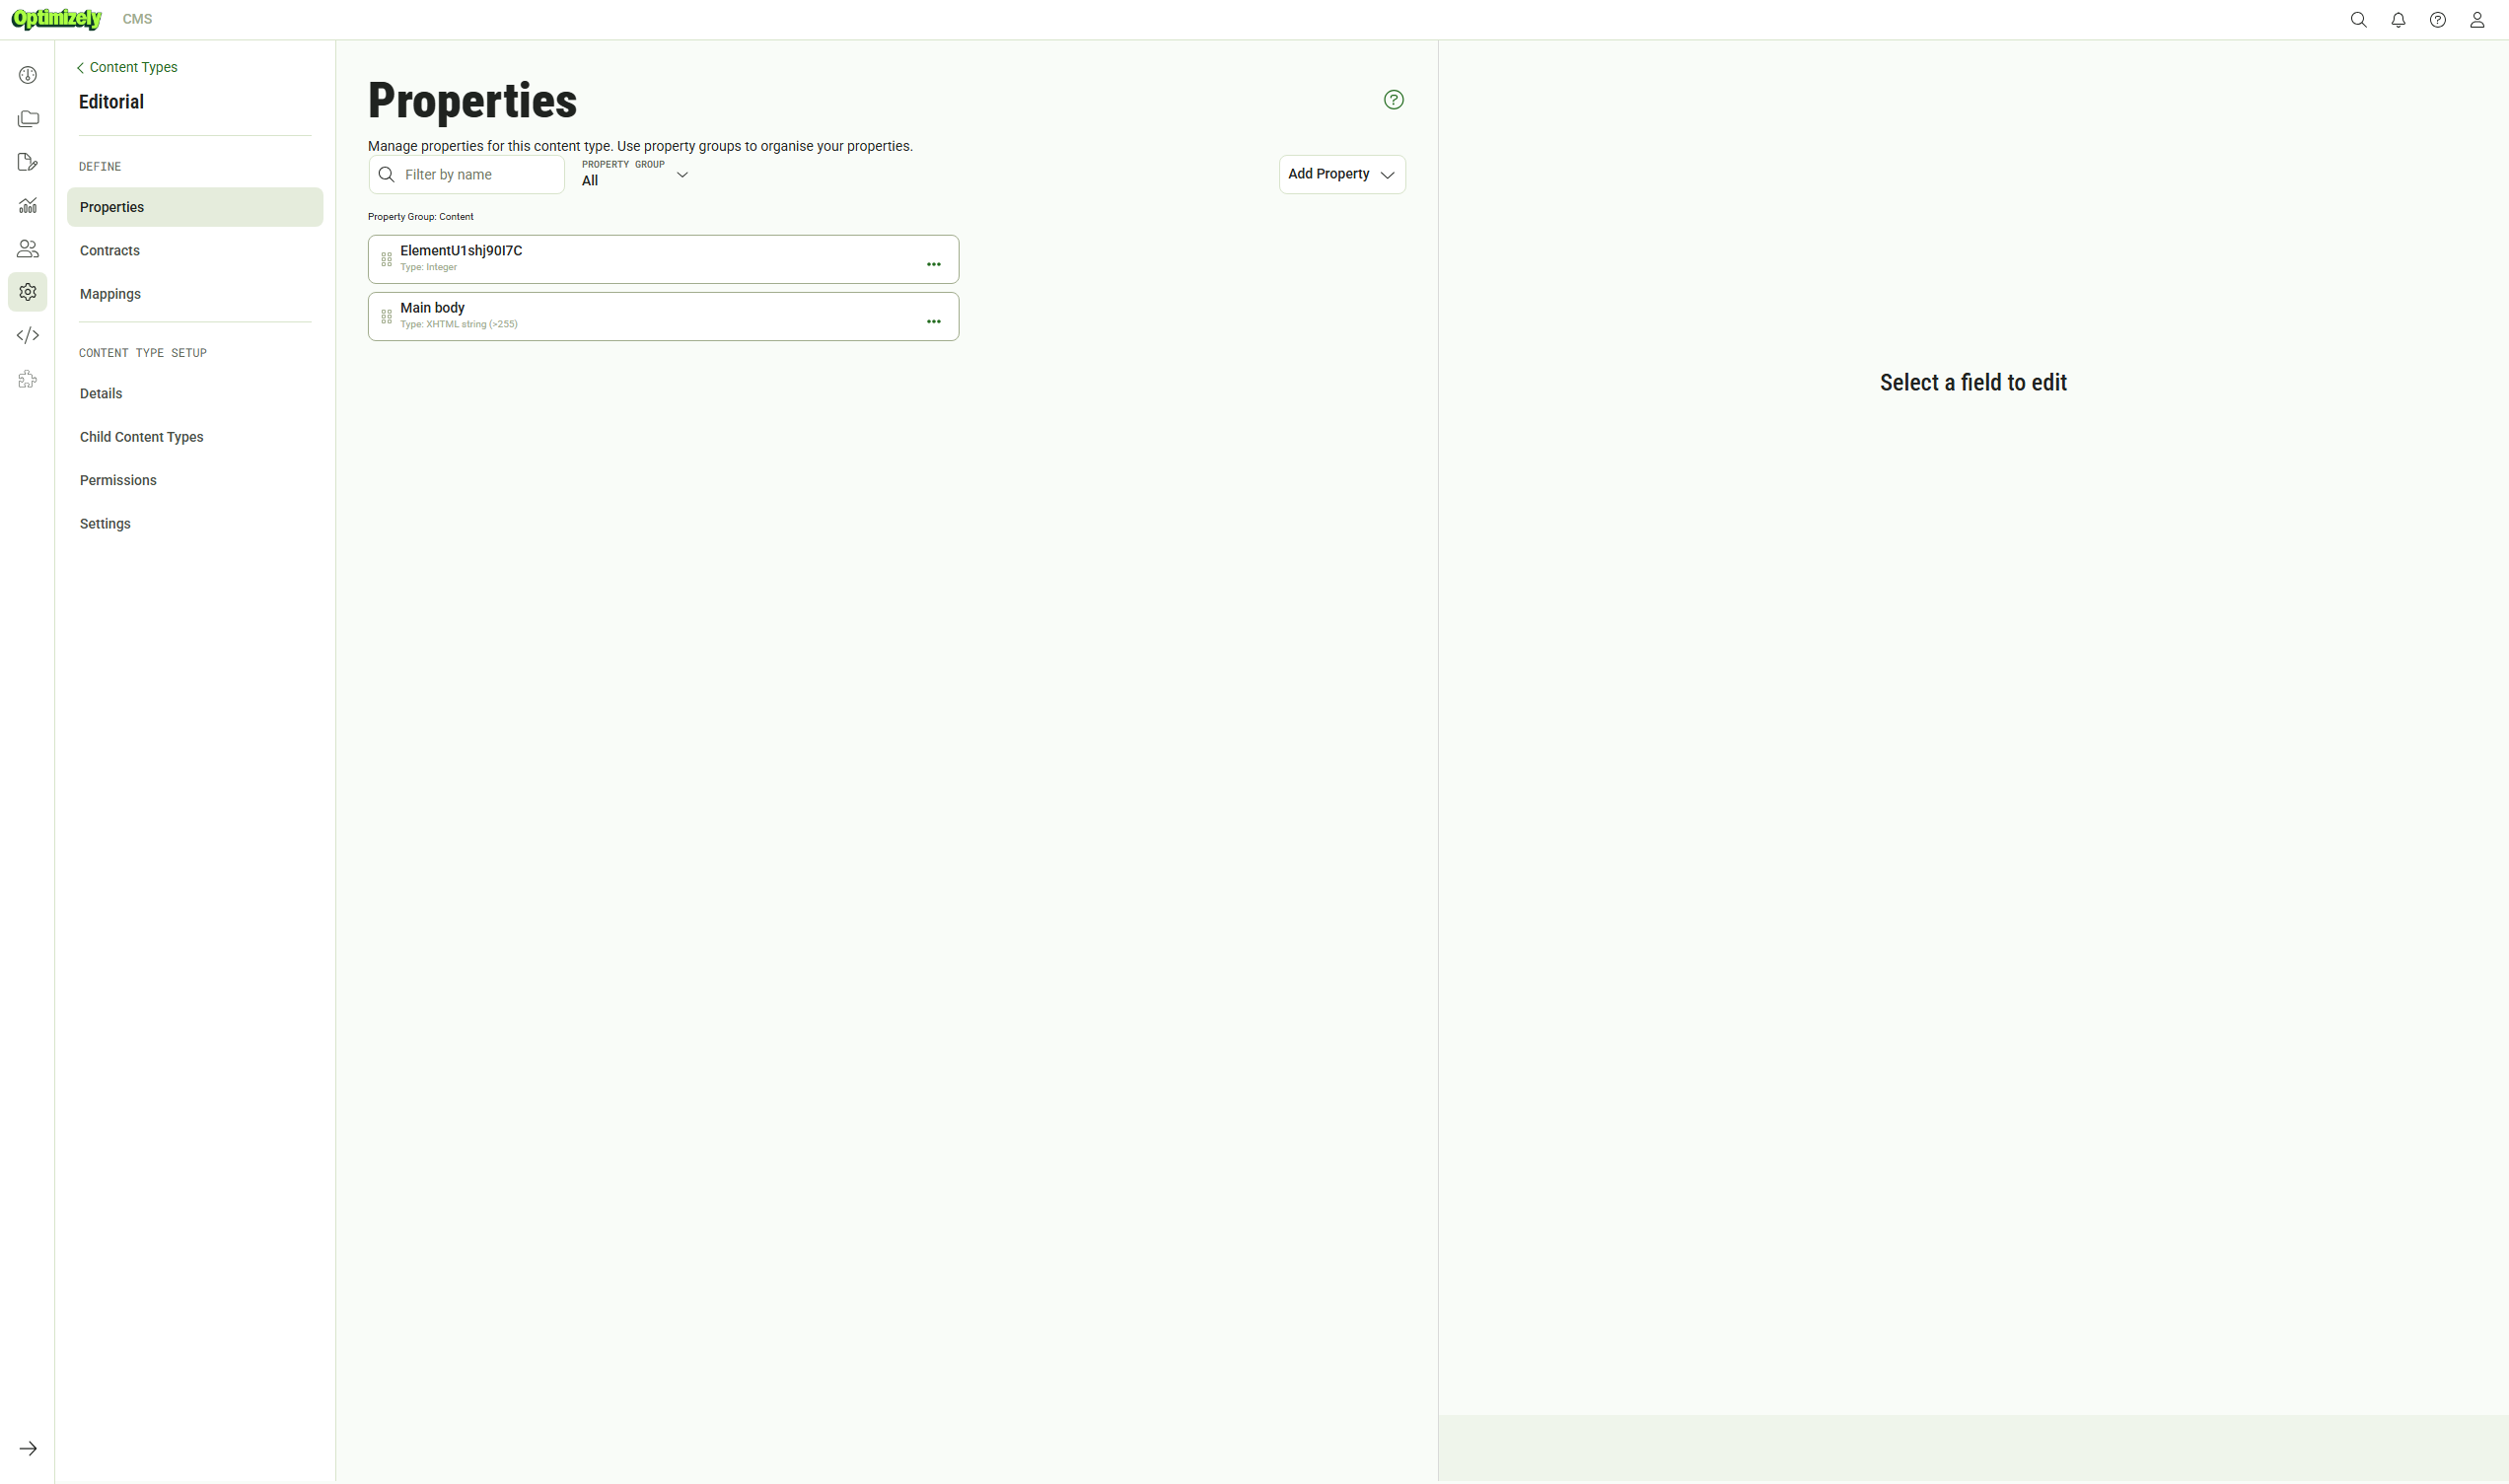 Optimizely CMS
Content Types
Editorial
DEFINE
Properties
Contracts
Mappings
CONTENT TYPE SETUP
Details
Child Content Types
Permissions
Settings
Properties
Manage properties for this content type. Use property groups to organise your properties.
Filter by name
PROPERTY GROUP
All
Add Property
Property Group: Content
ElementU1shj90I7C
Type: Integer
Main body
Type: XHTML string (>255)
Select a field to edit